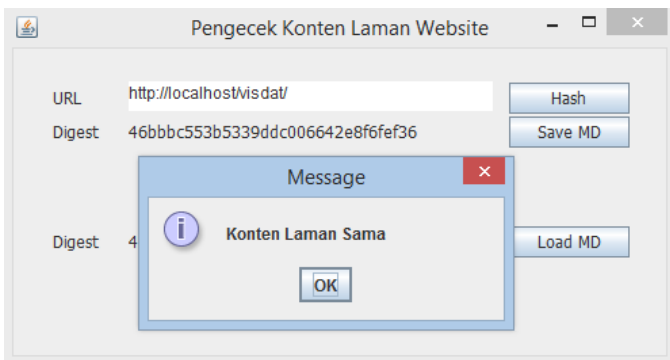 Pengecek Konten Laman Website
URL http://localhost/visdat/ Hash
Digest 46bbbc553b5339ddc006642e8f6fef36 Save MD
Message
Konten Laman Sama
Digest 4 Load MD
OK